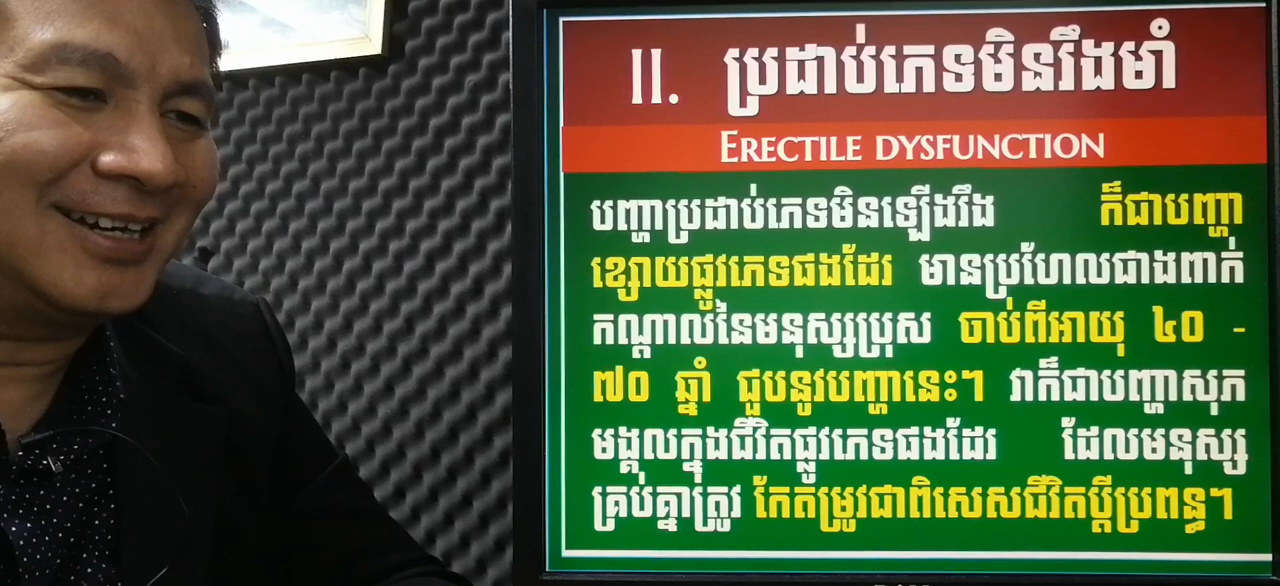 II. ប្រដាប់ភេទមិនរឹងមាំ
ERECTILE DYSFUNCTION
បញ្ហាប្រដាប់ភេទមិនឡើងរឹង ក៏ជាបញ្ហា
ខ្សោយផ្លូវភេទផងដែរ មានប្រហែលជាងពាក់
កណ្តាលនៃមនុស្សប្រុស ចាប់ពីអាយុ ៤០ -
៧០ ឆ្នាំ ជួបនូវបញ្ហានេះ។ វាក៏ជាបញ្ហាសុភ
មង្គលក្នុងជីវិតផ្លូវភេទផងដែរ ដែលមនុស្ស
គ្រប់គ្នាត្រូវ កែតម្រូវជាពិសេសជីវិតប្តីប្រពន្ធ។